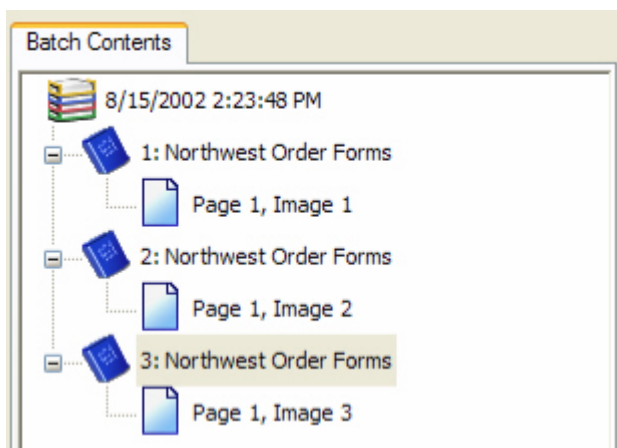 Batch Contents
8/15/2002 2:23:48 PM
1: Northwest Order Forms
Page 1, Image 1
2: Northwest Order Forms
Page 1, Image 2
3: Northwest Order Forms
Page 1, Image 3